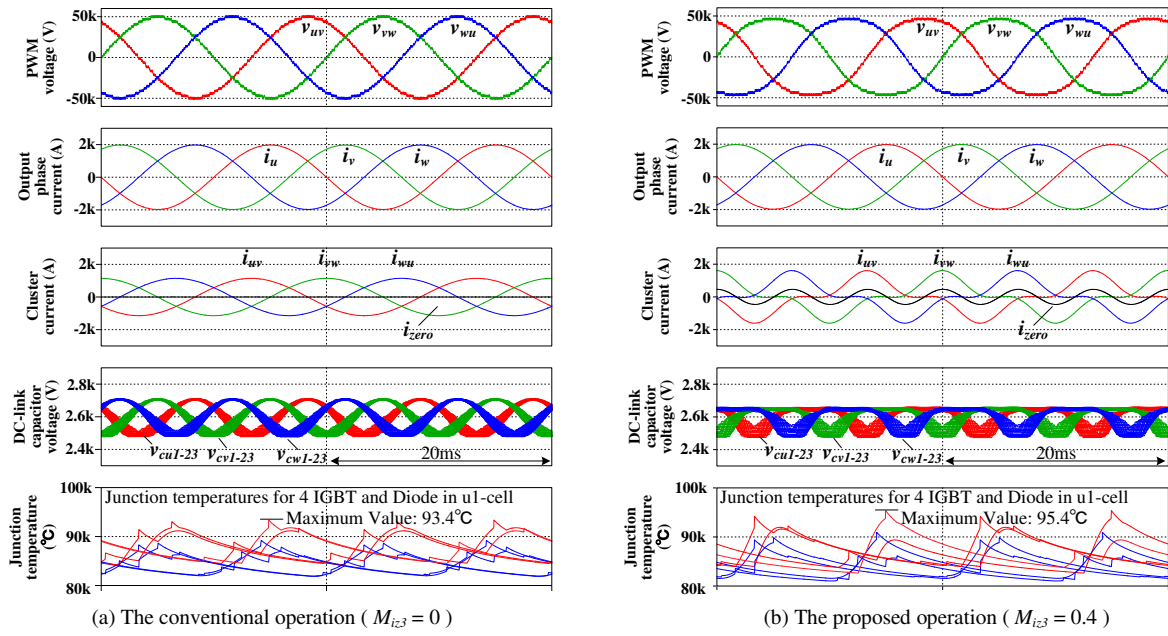 50k
0
-50k
PWM
voltage (V)
v_uv
v_vw
v_wu
2k
0
-2k
Output
phase
current (A)
i_u
i_v
i_w
2k
0
-2k
Cluster
current (A)
i_uv
i_vw
i_wu
i_zero
2.8k
2.6k
2.4k
DC-link
capacitor
voltage (V)
v_cu1-23
v_cv1-23
v_cw1-23
20ms
100k
90k
80k
Junction
temperature
(℃)
Junction temperatures for 4 IGBT and Diode in u1-cell
Maximum Value: 93.4℃
(a) The conventional operation ( M_iz3 = 0 )
50k
0
-50k
PWM
voltage (V)
v_uv
v_vw
v_wu
2k
0
-2k
Output
phase
current (A)
i_u
i_v
i_w
2k
0
-2k
Cluster
current (A)
i_uv
i_vw
i_wu
i_zero
2.8k
2.6k
2.4k
DC-link
capacitor
voltage (V)
v_cu1-23
v_cv1-23
v_cw1-23
20ms
100k
90k
80k
Junction
temperature
(℃)
Junction temperatures for 4 IGBT and Diode in u1-cell
Maximum Value: 95.4℃
(b) The proposed operation ( M_iz3 = 0.4 )